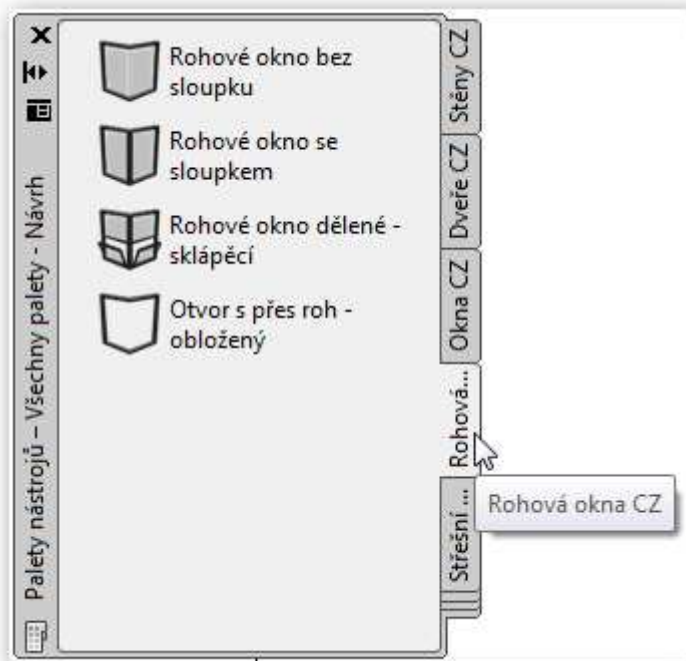 Palety nástrojů – Všechny palety - Návrh
Rohové okno bez
sloupku
Rohové okno se
sloupkem
Rohové okno dělené -
sklápěcí
Otvor s přes roh -
obložený
Stěny CZ
Dveře CZ
Okna CZ
Rohová...
Střešní ...
Rohová okna CZ